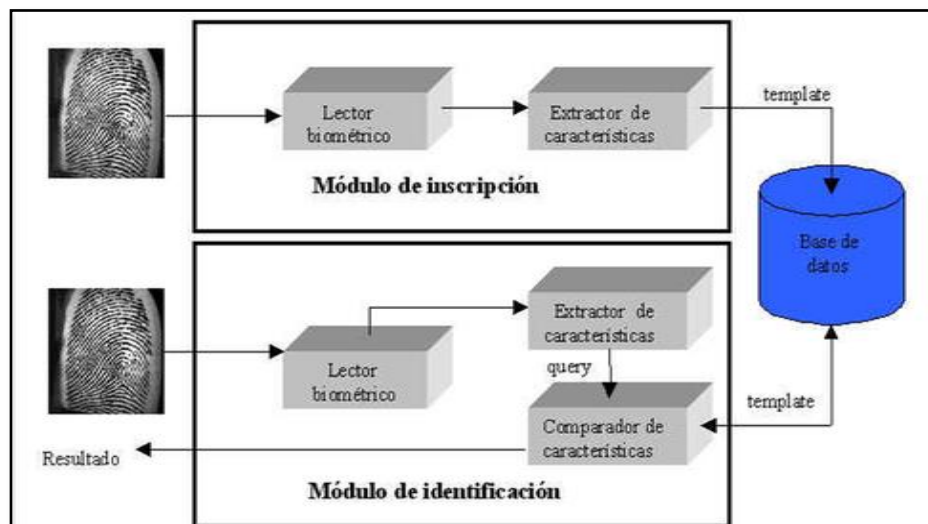 Lector
biométrico
Extractor de
características
template
Módulo de inscripción
Base de
datos
Extractor de
características
Lector
biométrico
query
Comparador de
características
template
Resultado
Módulo de identificación